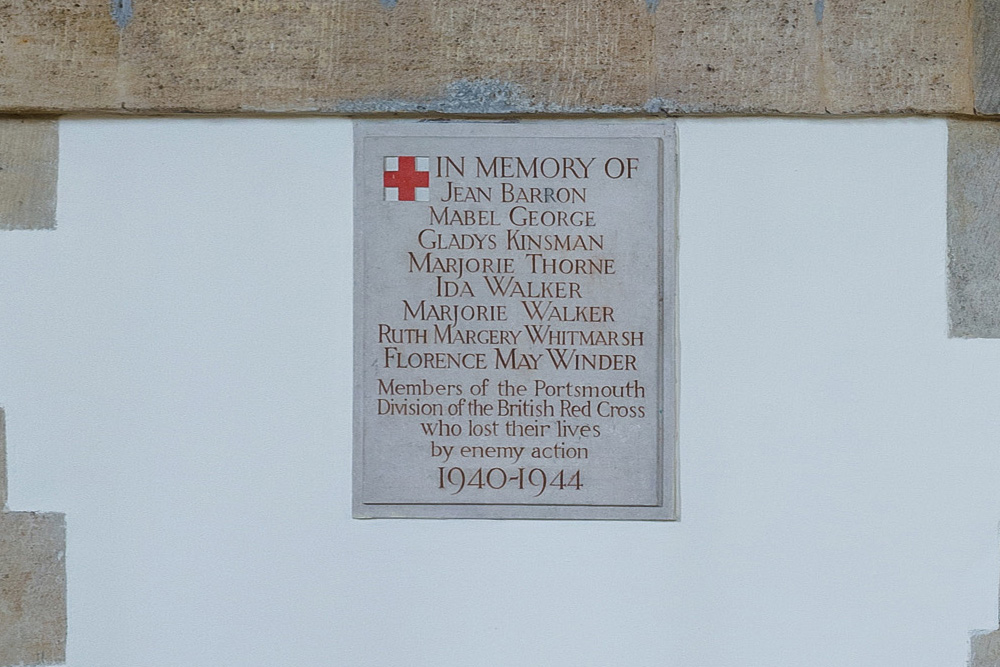 IN MEMORY OF
JEAN BARRON
MABEL GEORGE
GLADYS KINSMAN
MARJORIE THORNE
IDA WALKER
MARJORIE WALKER
RUTH MARGERY WHITMARSH
FLORENCE MAY WINDER
Members of the Portsmouth
Division of the British Red Cross
who lost their lives
by enemy action
1940-1944